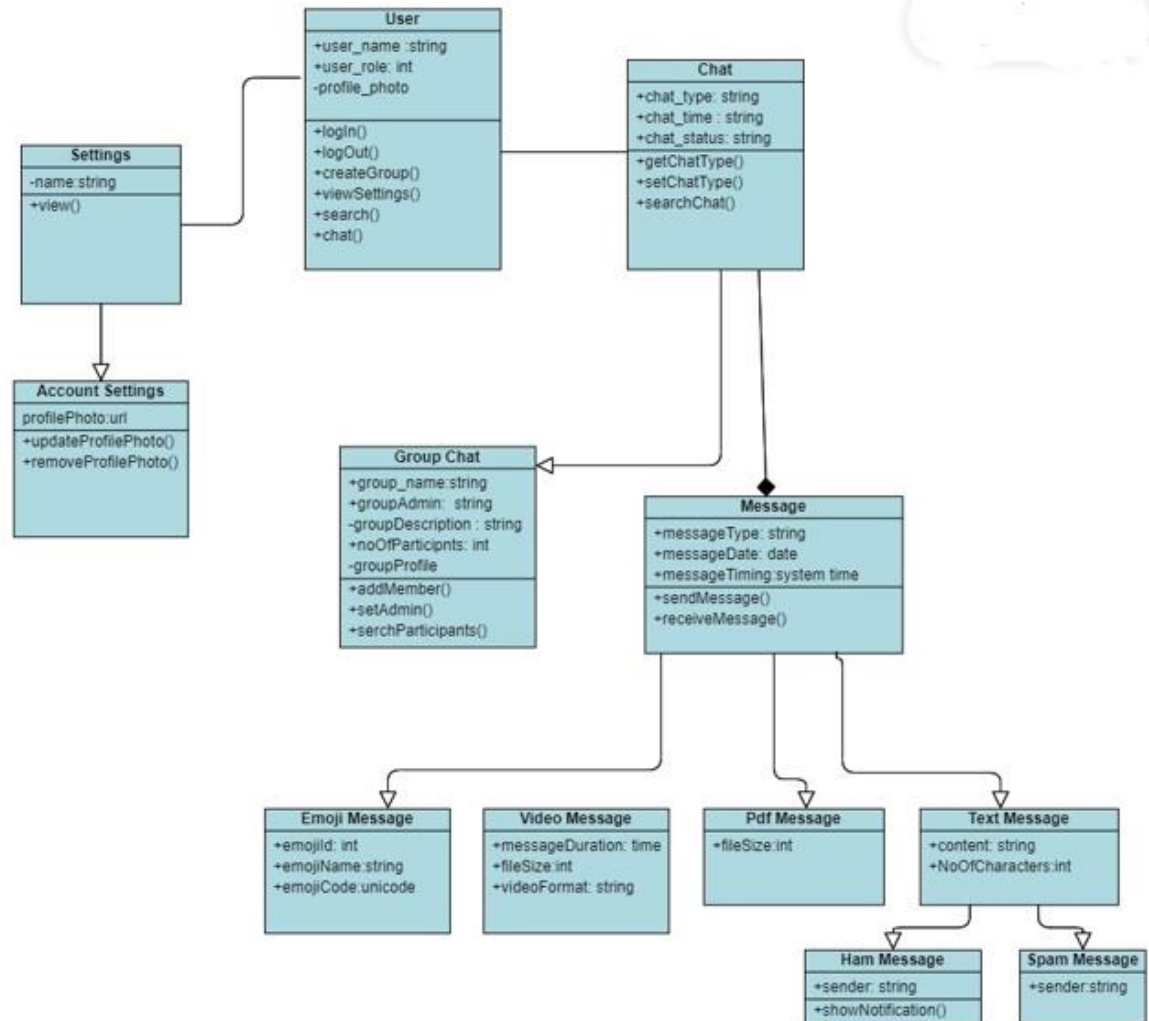 User
+user_name :string
+user_role: int
-profile_photo
+logIn()
+logOut()
+createGroup()
+viewSettings()
+search()
+chat()
Chat
+chat_type: string
+chat_time : string
+chat_status: string
+getChatType()
+setChatType()
+searchChat()
Settings
-name:string
+view()
Account Settings
profilePhoto:url
+updateProfilePhoto()
+removeProfilePhoto()
Group Chat
+group_name:string
+groupAdmin: string
-groupDescription : string
+noOfParticipnts: int
-groupProfile
+addMember()
+setAdmin()
+serchParticipants()
Message
+messageType: string
+messageDate: date
+messageTiming:system time
+sendMessage()
+receiveMessage()
Emoji Message
+emojiId: int
+emojiName:string
+emojiCode:unicode
Video Message
+messageDuration: time
+fileSize:int
+videoFormat: string
Pdf Message
+fileSize:int
Text Message
+content: string
+NoOfCharacters:int
Ham Message
+sender: string
+showNotification()
Spam Message
+sender:string